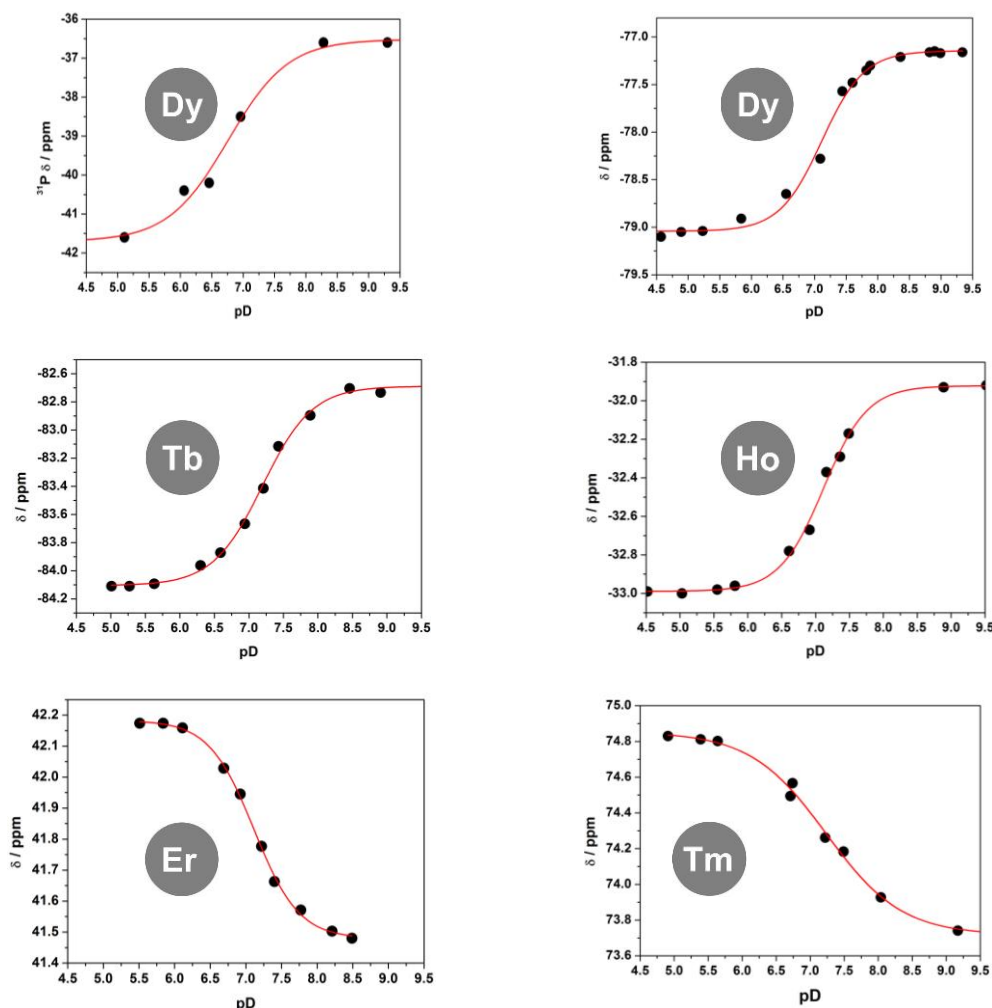 -36
-37
-38
-39
-40
-41
-42
³¹P δ / ppm
Dy
4.5 5.0 5.5 6.0 6.5 7.0 7.5 8.0 8.5 9.0 9.5
pD
-77.0
-77.5
-78.0
-78.5
-79.0
-79.5
δ / ppm
Dy
4.5 5.0 5.5 6.0 6.5 7.0 7.5 8.0 8.5 9.0 9.5
pD
-82.6
-82.8
-83.0
-83.2
-83.4
-83.6
-83.8
-84.0
-84.2
δ / ppm
Tb
4.5 5.0 5.5 6.0 6.5 7.0 7.5 8.0 8.5 9.0 9.5
pD
-31.8
-32.0
-32.2
-32.4
-32.6
-32.8
-33.0
δ / ppm
Ho
4.5 5.0 5.5 6.0 6.5 7.0 7.5 8.0 8.5 9.0 9.5
pD
42.2
42.1
42.0
41.9
41.8
41.7
41.6
41.5
41.4
δ / ppm
Er
4.5 5.0 5.5 6.0 6.5 7.0 7.5 8.0 8.5 9.0 9.5
pD
75.0
74.8
74.6
74.4
74.2
74.0
73.8
73.6
δ / ppm
Tm
4.5 5.0 5.5 6.0 6.5 7.0 7.5 8.0 8.5 9.0 9.5
pD